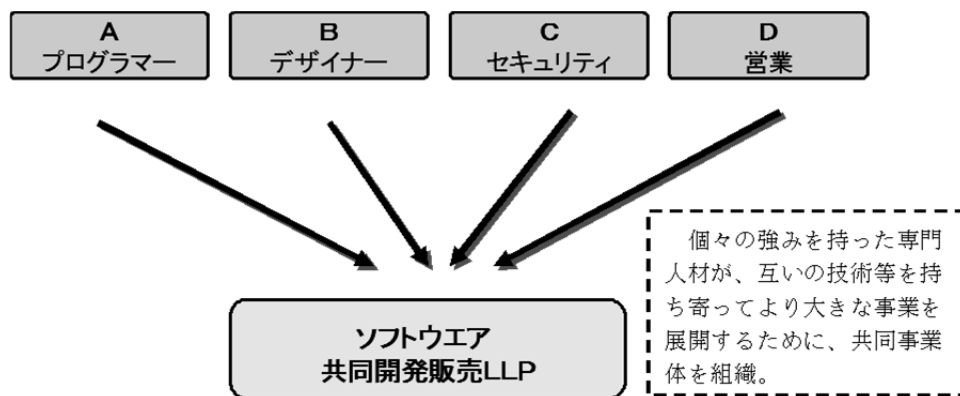 A
プログラマー
B
デザイナー
C
セキュリティ
D
営業
個々の強みを持った専門
人材が、互いの技術等を持
ち寄ってより大きな事業を
展開するために、共同事業
体を組織。
ソフトウエア
共同開発販売LLP